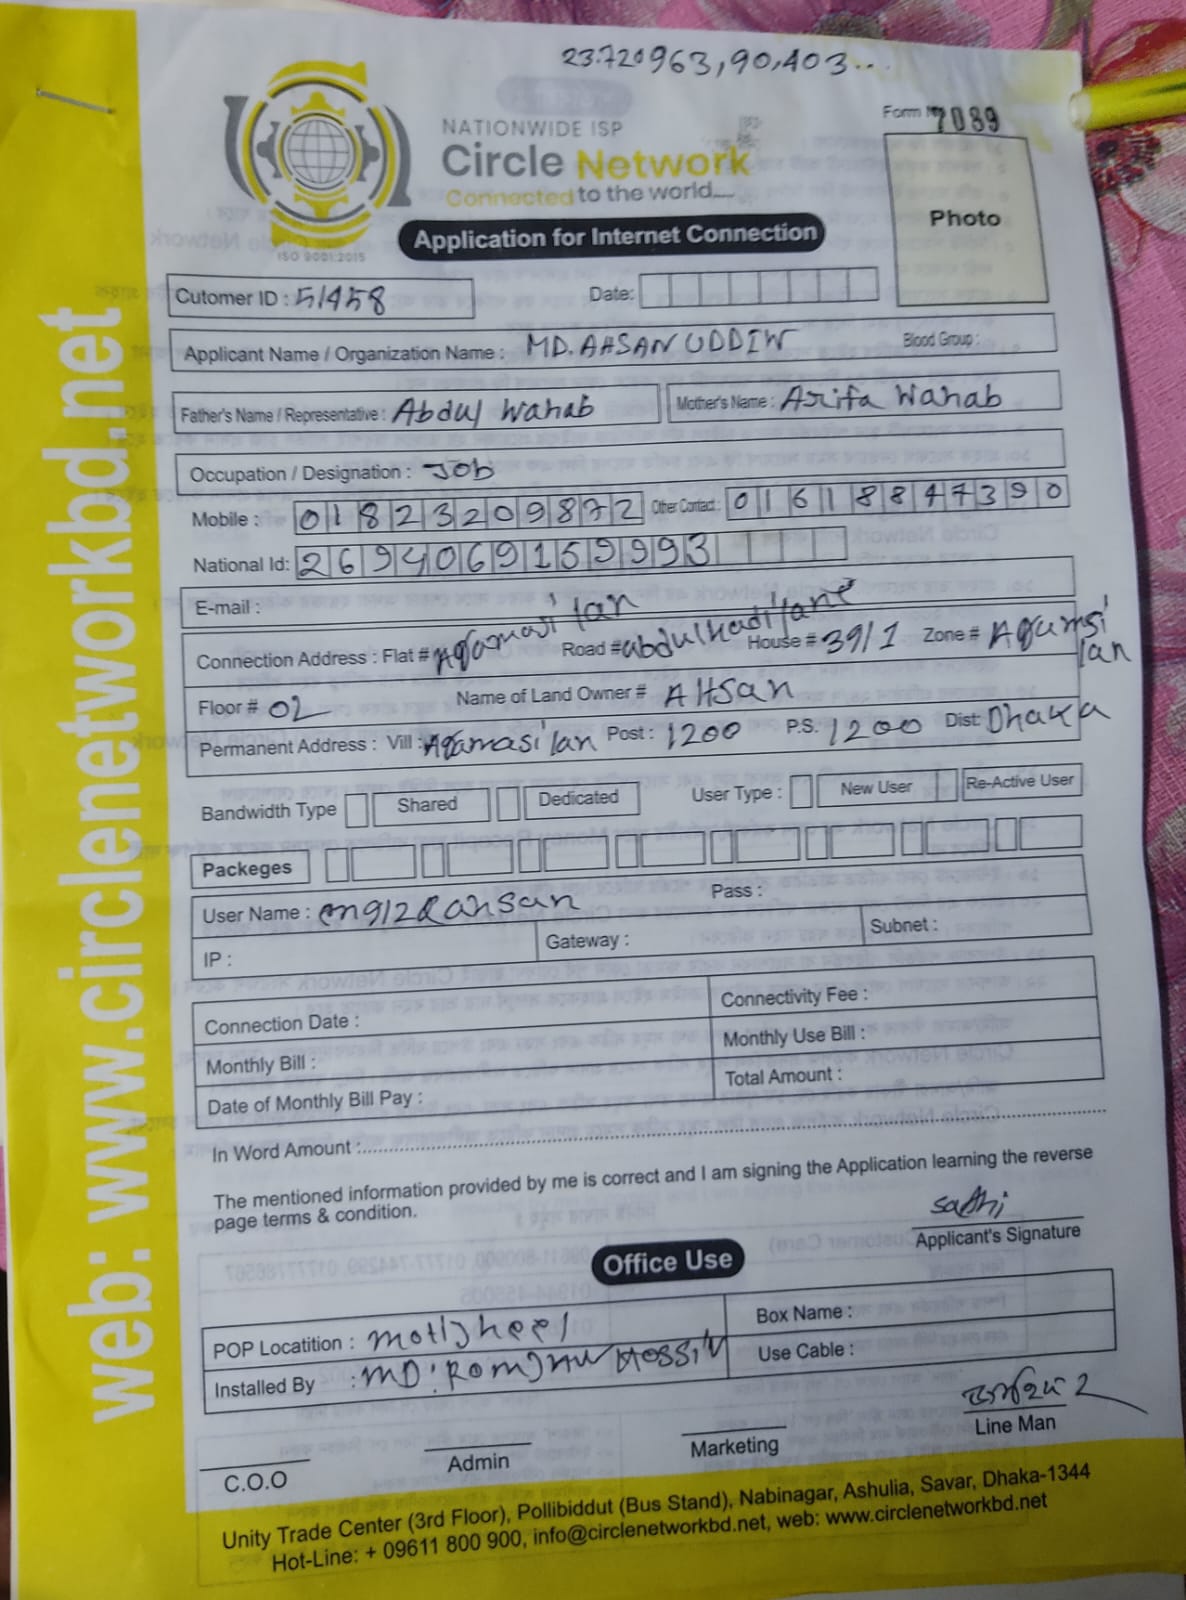 23.720963,90,403...
Form No 7089
NATIONWIDE ISP
Circle Network
Connected to the world....
ISO 9001:2015
Application for Internet Connection
Photo
Cutomer ID : 51458 Date:
Applicant Name / Organization Name : MD. AHSAN UDDIN Blood Group :
Father's Name / Representative : Abdul Wahab Mother's Name : Arifa Wahab
Occupation / Designation : Job
Mobile : 01823209872 Other Contact : 01618847390
National Id: 2694069159993
E-mail :
Connection Address : Flat # Agamasi lan Road # abdul Hadi lane House # 39/1 Zone # Agamsi lan
Floor # 02 Name of Land Owner # AHSan
Permanent Address : Vill : Agamasi lan Post : 1200 P.S. 1200 Dist: Dhaka
Bandwidth Type Shared Dedicated User Type : New User Re-Active User
Packeges
User Name : Pass :
IP : Gateway : Subnet :
Connection Date : Connectivity Fee :
Monthly Bill : Monthly Use Bill :
Date of Monthly Bill Pay : Total Amount :
In Word Amount :
The mentioned information provided by me is correct and I am signing the Application learning the reverse
page terms & condition.
Applicant's Signature
Office Use
POP Locatition : Motijheel Box Name :
Installed By : MD: Romjan Hossin Use Cable :
C.O.O Admin Marketing Line Man
Unity Trade Center (3rd Floor), Pollibiddut (Bus Stand), Nabinagar, Ashulia, Savar, Dhaka-1344
Hot-Line: + 09611 800 900, info@circlenetworkbd.net, web: www.circlenetworkbd.net
web: www.circlenetworkbd.net